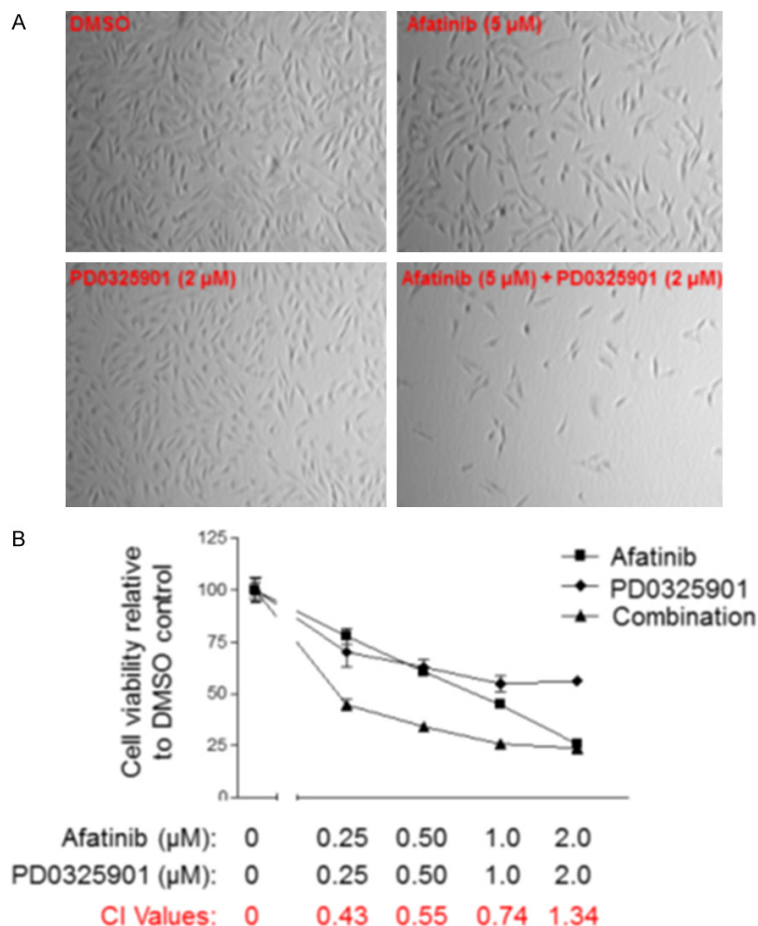 A
DMSO
Afatinib (5 µM)
PD0325901 (2 µM)
Afatinib (5 µM) + PD0325901 (2 µM)
B
Cell viability relative
to DMSO control
125
100
75
50
25
0
Afatinib
PD0325901
Combination
Afatinib (µM): 0 0.25 0.50 1.0 2.0
PD0325901 (µM): 0 0.25 0.50 1.0 2.0
CI Values: 0 0.43 0.55 0.74 1.34